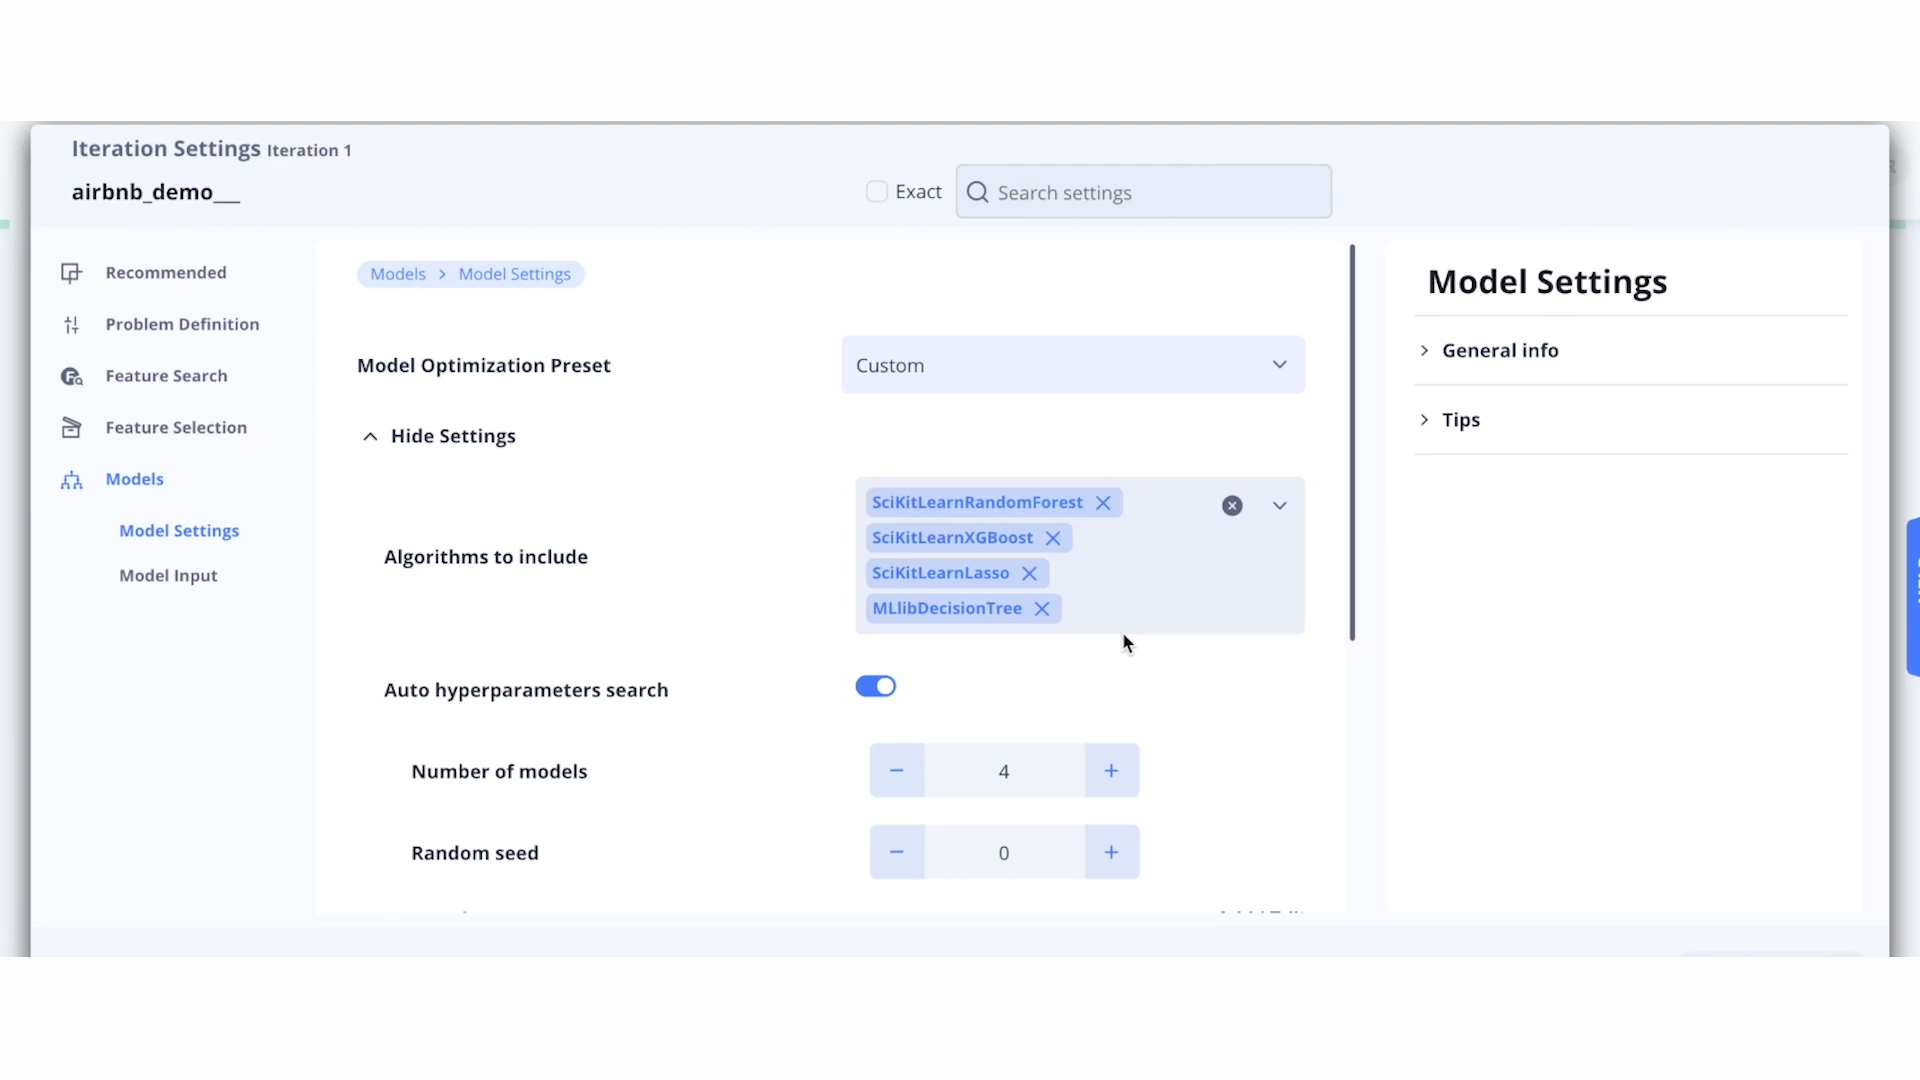 Iteration Settings Iteration 1
airbnb_demo___
Exact
Search settings
Recommended
Problem Definition
Feature Search
Feature Selection
Models
Model Settings
Model Input
Models > Model Settings
Model Optimization Preset
Custom
Hide Settings
Algorithms to include
SciKitLearnRandomForest
SciKitLearnXGBoost
SciKitLearnLasso
MLlibDecisionTree
Auto hyperparameters search
Number of models
4
Random seed
0
Model Settings
General info
Tips